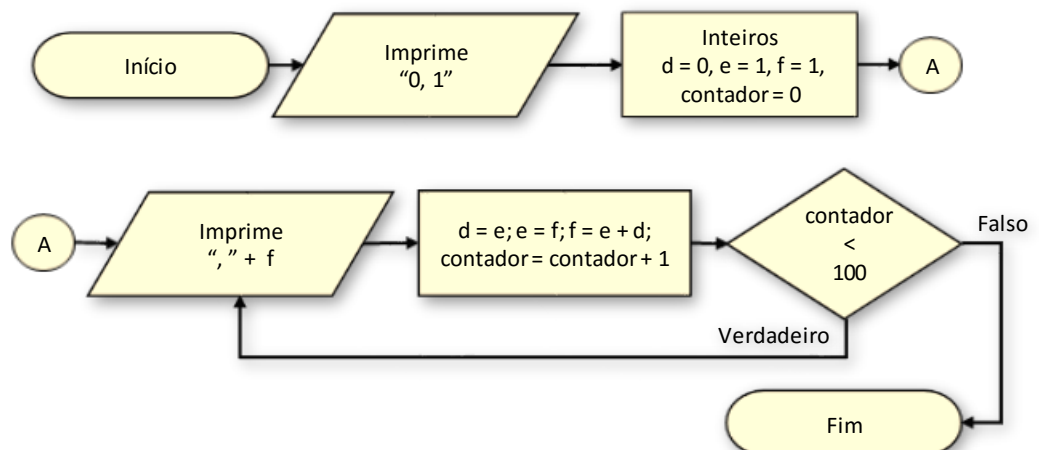 Início
Imprime
“0, 1”
Inteiros
d = 0, e = 1, f = 1,
contador = 0
A
A
Imprime
“, ” + f
d = e; e = f; f = e + d;
contador = contador + 1
contador
<
100
Falso
Verdadeiro
Fim